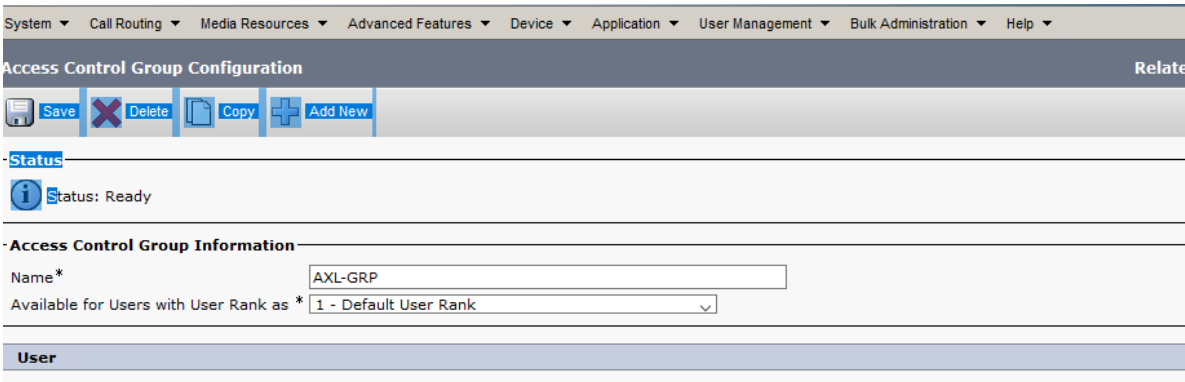 System Call Routing Media Resources Advanced Features Device Application User Management Bulk Administration Help
Access Control Group Configuration Relate
Save Delete Copy Add New
Status
Status: Ready
Access Control Group Information
Name* AXL-GRP
Available for Users with User Rank as * 1 - Default User Rank
User